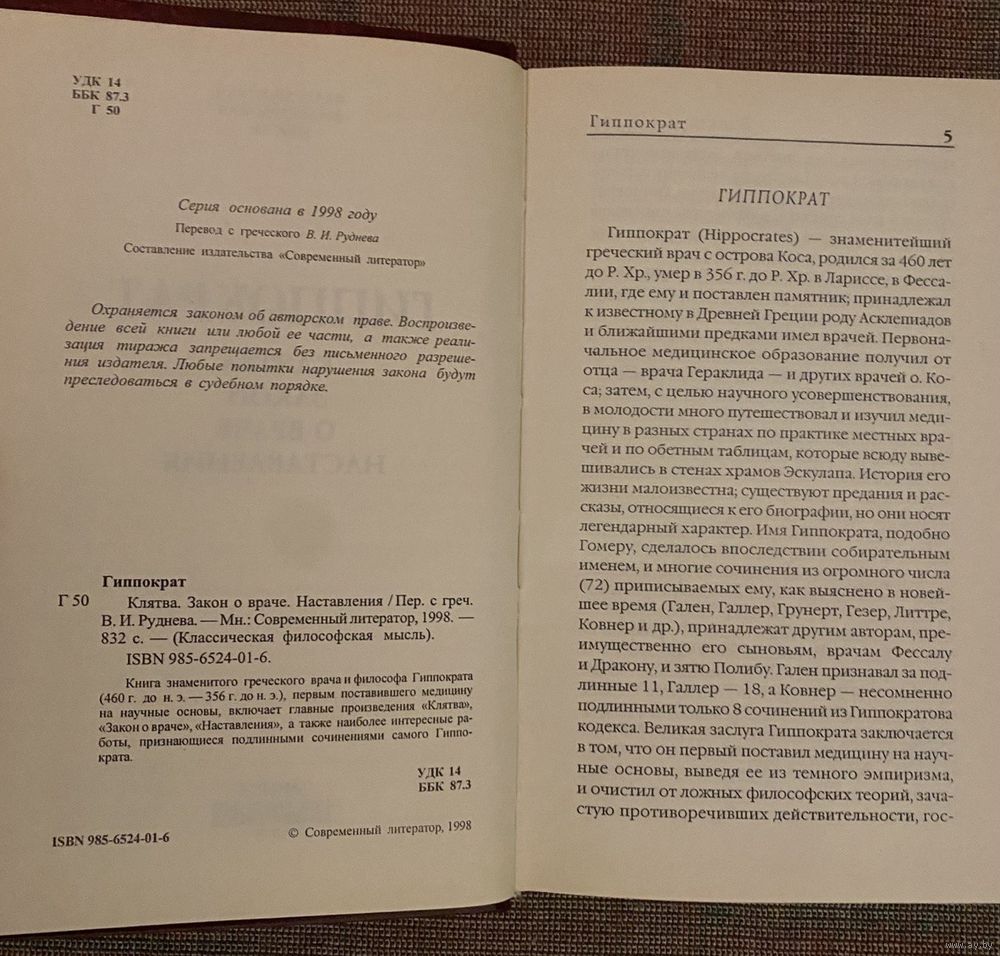 УДК 14
ББК 87.3
Г 50
Серия основана в 1998 году
Перевод с греческого В. И. Руднева
Составление издательства «Современный литератор»
Охраняется законом об авторском праве. Воспроизве-
дение всей книги или любой ее части, а также реали-
зация тиража запрещается без письменного разреше-
ния издателя. Любые попытки нарушения закона будут
преследоваться в судебном порядке.
Гиппократ
Г 50 Клятва. Закон о враче. Наставления / Пер. с греч.
В. И. Руднева. — Мн.: Современный литератор, 1998. —
832 с. — (Классическая философская мысль).
ISBN 985-6524-01-6.
Книга знаменитого греческого врача и философа Гиппократа
(460 г. до н. э. — 356 г. до н. э.), первым поставившего медицину
на научные основы, включает главные произведения «Клятва»,
«Закон о враче», «Наставления», а также наиболее интересные ра-
боты, признающиеся подлинными сочинениями самого Гиппо-
крата.
УДК 14
ББК 87.3
ISBN 985-6524-01-6
© Современный литератор, 1998
Гиппократ 5
ГИППОКРАТ
Гиппократ (Hippocrates) — знаменитейший
греческий врач с острова Коса, родился за 460 лет
до Р. Хр., умер в 356 г. до Р. Хр. в Лариссе, в Фесса-
лии, где ему и поставлен памятник; принадлежал
к известному в Древней Греции роду Асклепиадов
и ближайшими предками имел врачей. Первона-
чальное медицинское образование получил от
отца — врача Гераклида — и других врачей о. Ко-
са; затем, с целью научного усовершенствования,
в молодости много путешествовал и изучил меди-
цину в разных странах по практике местных вра-
чей и по обетным таблицам, которые всюду выве-
шивались в стенах храмов Эскулапа. История его
жизни малоизвестна; существуют предания и рас-
сказы, относящиеся к его биографии, но они носят
легендарный характер. Имя Гиппократа, подобно
Гомеру, сделалось впоследствии собирательным
именем, и многие сочинения из огромного числа
(72) приписываемых ему, как выяснено в новей-
шее время (Гален, Галлер, Грунерт, Гезер, Литтре,
Ковнер и др.), принадлежат другим авторам, пре-
имущественно его сыновьям, врачам Фессалу
и Дракону, и зятю Полибу. Гален признавал за под-
линные 11, Галлер — 18, а Ковнер — несомненно
подлинными только 8 сочинений из Гиппократова
кодекса. Великая заслуга Гиппократа заключается
в том, что он первый поставил медицину на науч-
ные основы, выведя ее из темного эмпиризма,
и очистил от ложных философских теорий, зача-
стую противоречивших действительности, гос-
www.ay.by